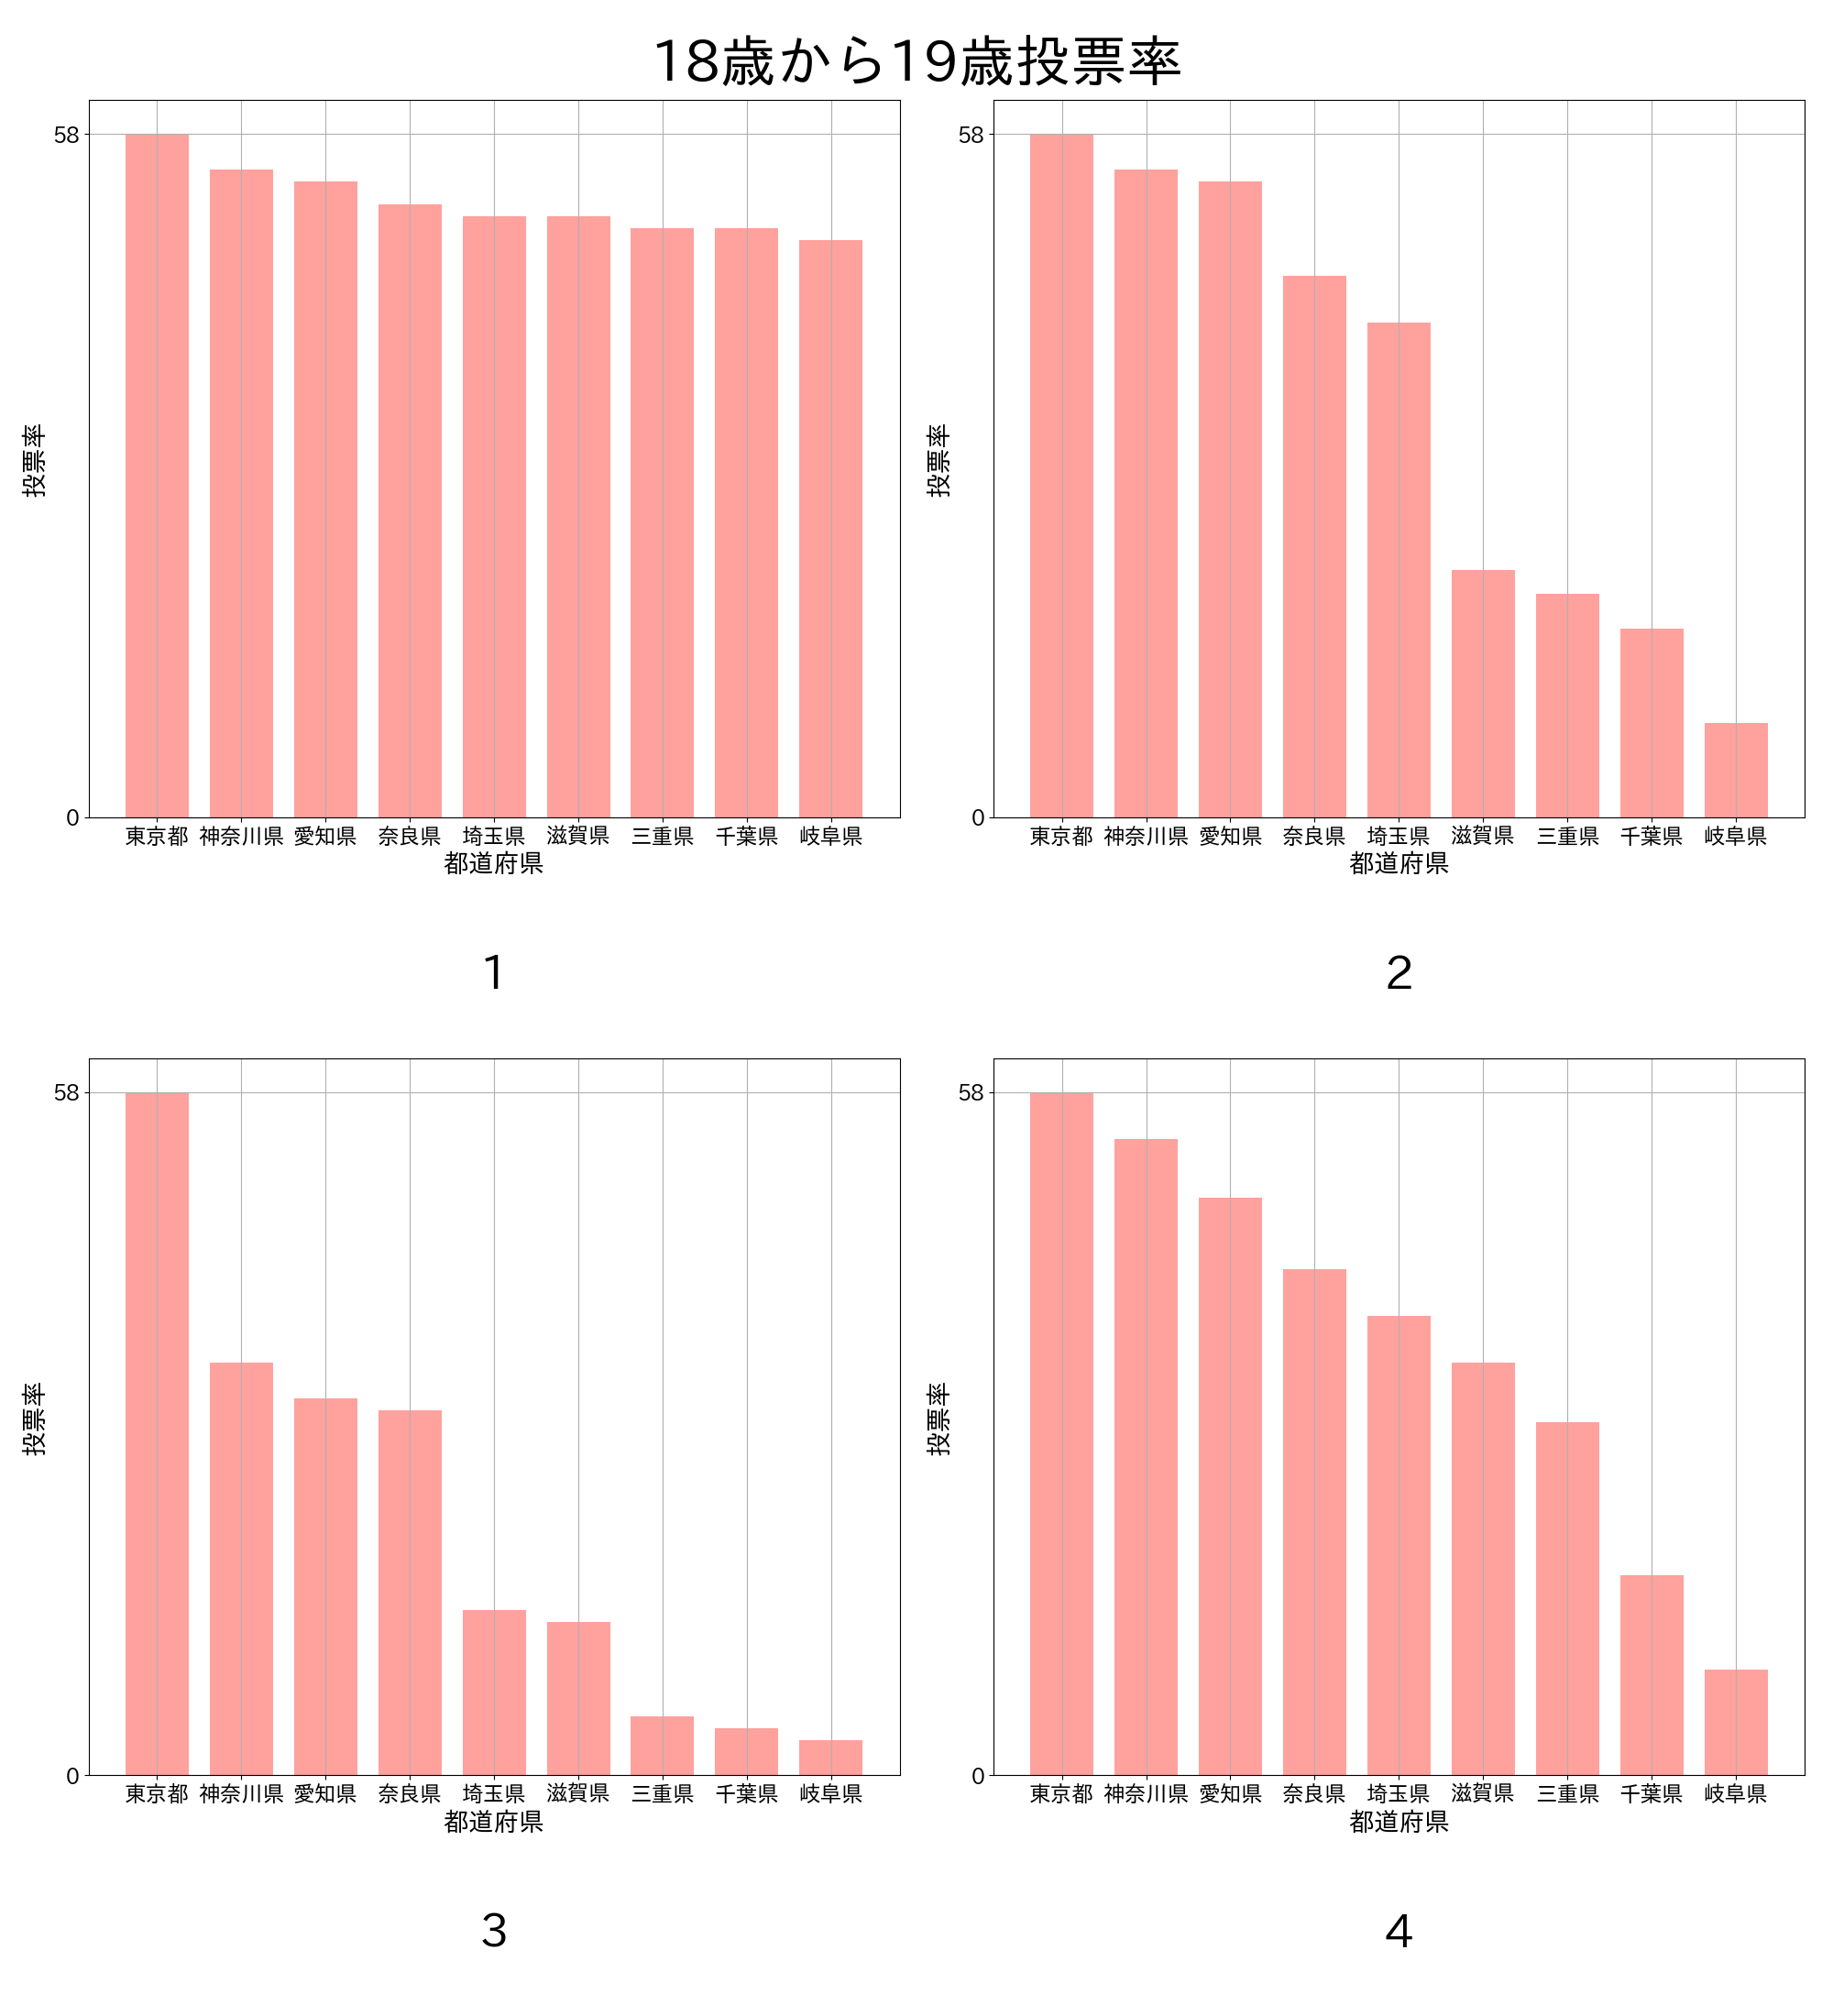 18歳から19歳投票率
58
0
投票率
東京都 神奈川県 愛知県 奈良県 埼玉県 滋賀県 三重県 千葉県 岐阜県
都道府県
1
58
0
投票率
東京都 神奈川県 愛知県 奈良県 埼玉県 滋賀県 三重県 千葉県 岐阜県
都道府県
2
58
0
投票率
東京都 神奈川県 愛知県 奈良県 埼玉県 滋賀県 三重県 千葉県 岐阜県
都道府県
3
58
0
投票率
東京都 神奈川県 愛知県 奈良県 埼玉県 滋賀県 三重県 千葉県 岐阜県
都道府県
4